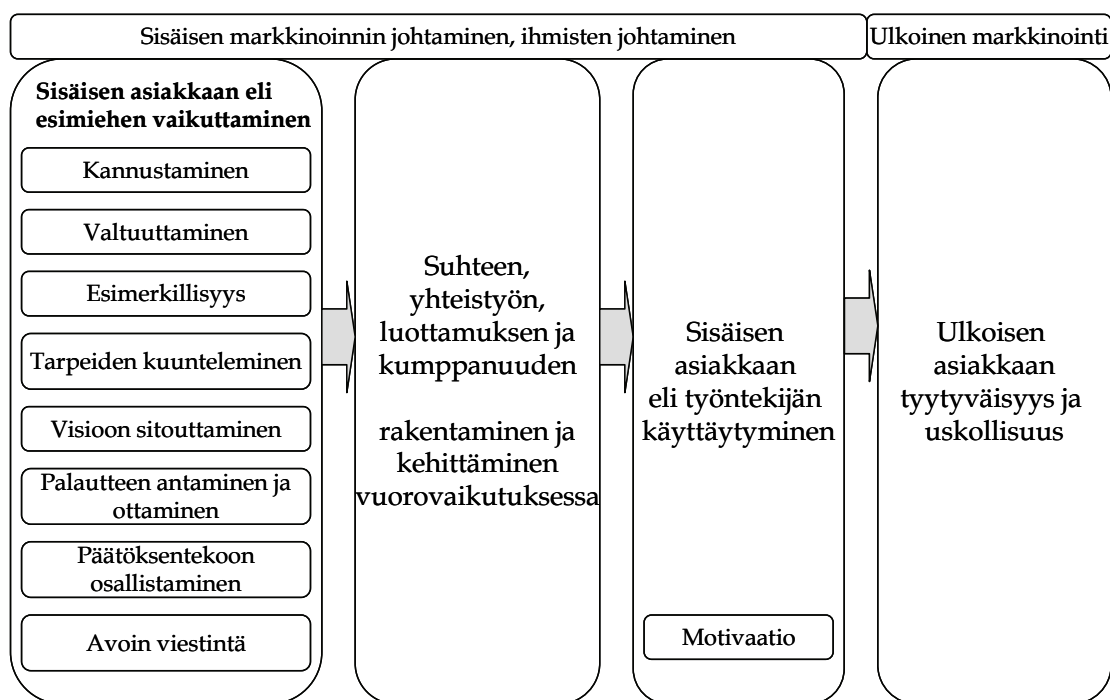 Sisäisen markkinoinnin johtaminen, ihmisten johtaminen
Ulkoinen markkinointi
Sisäisen asiakkaan eli
esimiehen vaikuttaminen
Kannustaminen
Valtuuttaminen
Esimerkillisyys
Tarpeiden kuunteleminen
Visioon sitouttaminen
Palautteen antaminen ja
ottaminen
Päätöksentekoon
osallistaminen
Avoin viestintä
Suhteen,
yhteistyön,
luottamuksen ja
kumppanuuden
rakentaminen ja
kehittäminen
vuorovaikutuksessa
Sisäisen
asiakkaan
eli työntekijän
käyttäytyminen
Motivaatio
Ulkoisen
asiakkaan
tyytyväisyys ja
uskollisuus